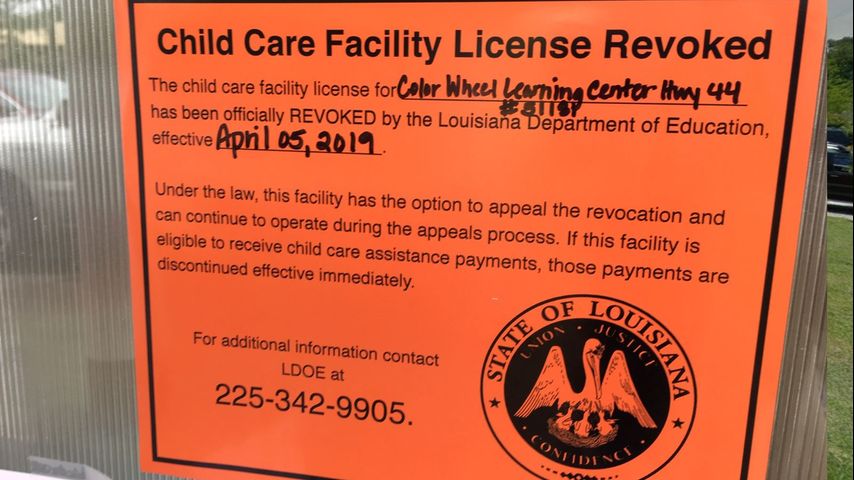 Child Care Facility License Revoked
The child care facility license for Color Wheel Learning Center Hwy 44
has been officially REVOKED by the Louisiana Department of Education,
effective April 05, 2019.
Under the law, this facility has the option to appeal the revocation and
can continue to operate during the appeals process. If this facility is
eligible to receive child care assistance payments, those payments are
discontinued effective immediately.
For additional information contact
LDOE at
225-342-9905.
STATE OF LOUISIANA
UNION · JUSTICE
· CONFIDENCE ·